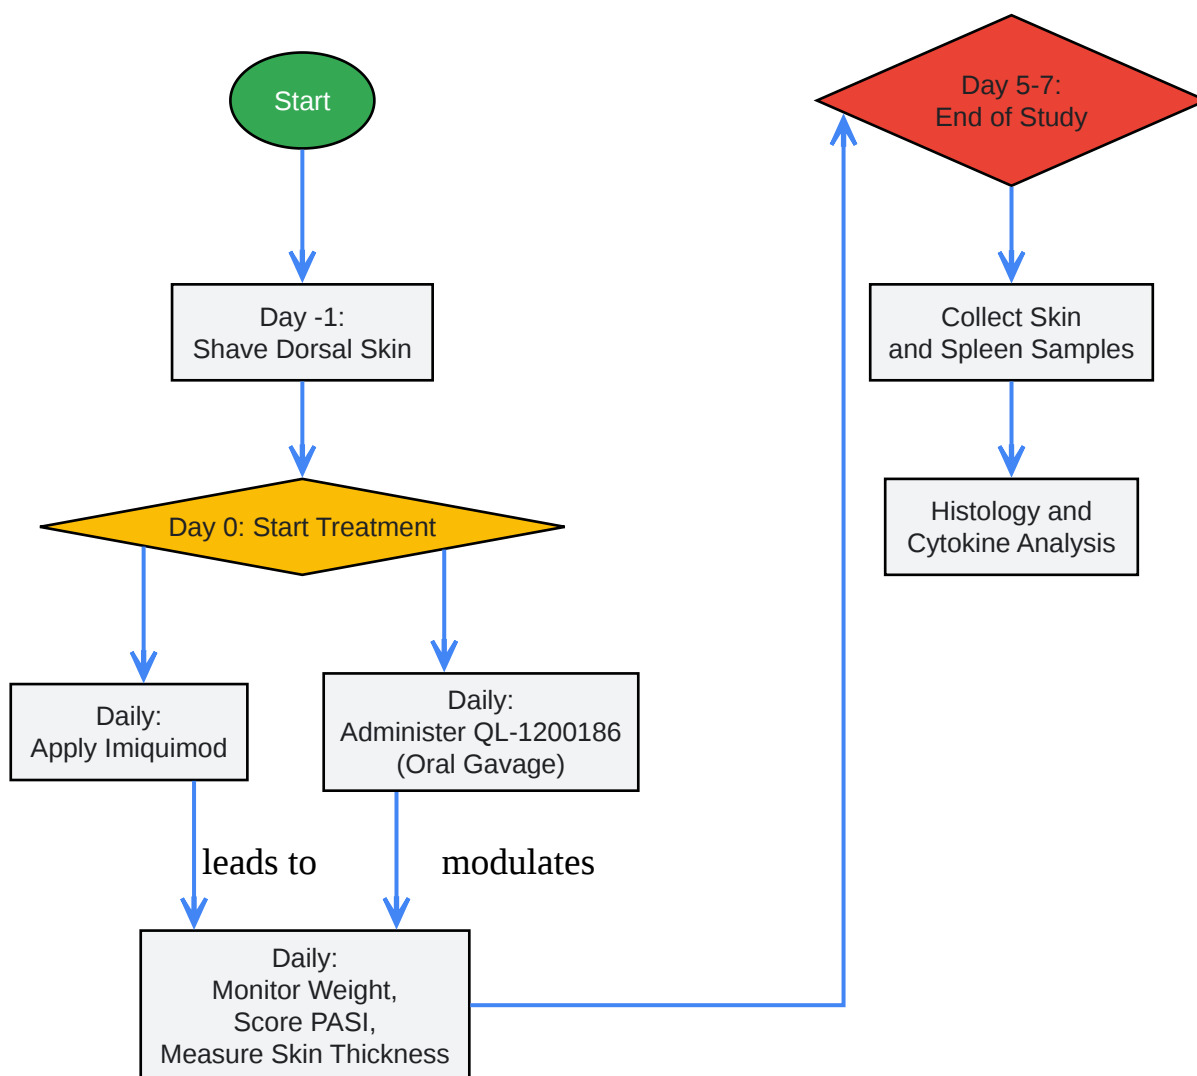 Start
Day -1:
Shave Dorsal Skin
Day 0: Start Treatment
Daily:
Apply Imiquimod
Daily:
Administer QL-1200186
(Oral Gavage)
leads to
modulates
Daily:
Monitor Weight,
Score PASI,
Measure Skin Thickness
Day 5-7:
End of Study
Collect Skin
and Spleen Samples
Histology and
Cytokine Analysis